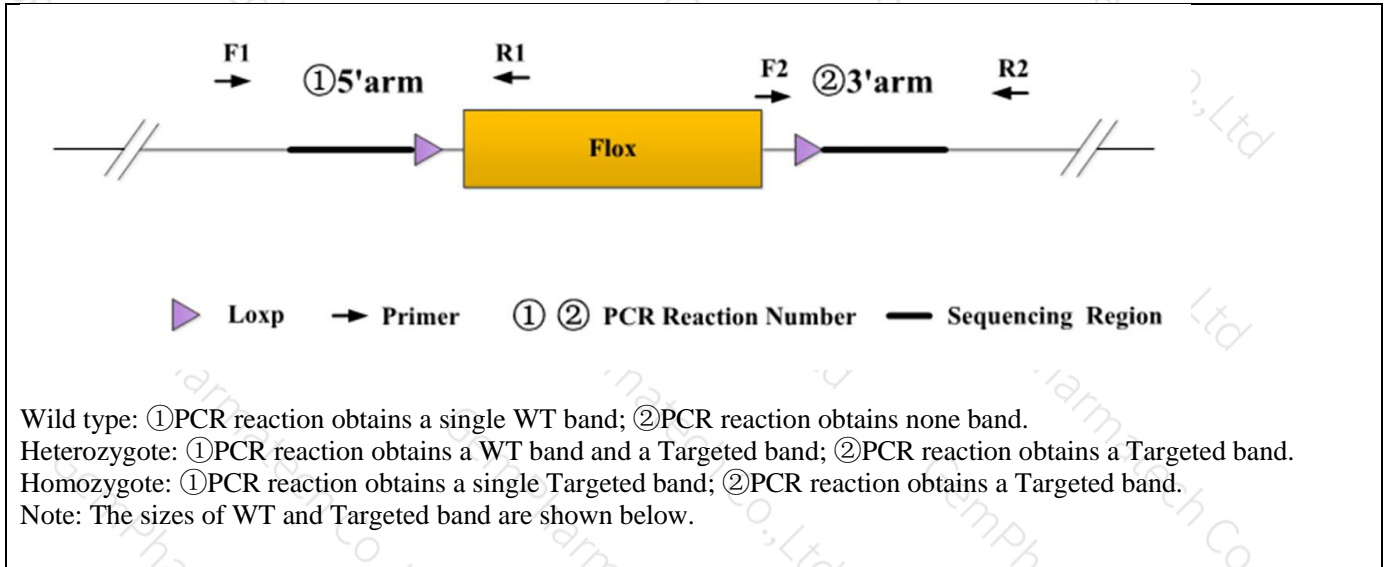 F1
R1
①5'arm
F2
②3'arm
R2
Flox
Loxp
Primer
① ② PCR Reaction Number
Sequencing Region
Wild type: ①PCR reaction obtains a single WT band; ②PCR reaction obtains none band.
Heterozygote: ①PCR reaction obtains a WT band and a Targeted band; ②PCR reaction obtains a Targeted band.
Homozygote: ①PCR reaction obtains a single Targeted band; ②PCR reaction obtains a Targeted band.
Note: The sizes of WT and Targeted band are shown below.